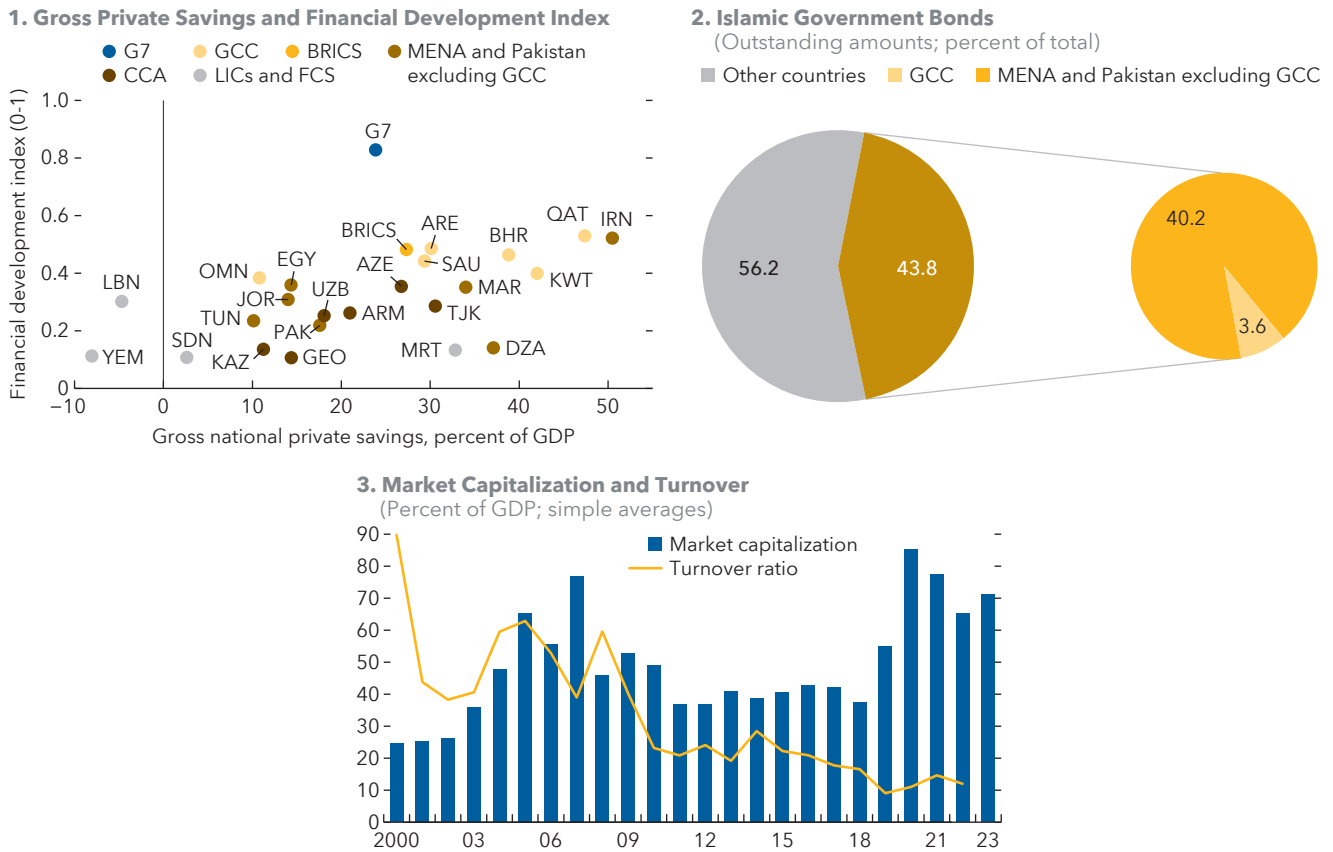 1. Gross Private Savings and Financial Development Index
G7
GCC
BRICS
MENA and Pakistan
excluding GCC
CCA
LICs and FCS
Financial development index (0-1)
1.0
0.8
0.6
0.4
0.2
0
G7
QAT
IRN
BRICS
ARE
BHR
AZE
SAU
KWT
OMN
EGY
LBN
JOR
UZB
MAR
TUN
PAK
ARM
TJK
SDN
YEM
KAZ
GEO
MRT
DZA
−10
0
10
20
30
40
50
Gross national private savings, percent of GDP
2. Islamic Government Bonds
(Outstanding amounts; percent of total)
Other countries
GCC
MENA and Pakistan excluding GCC
56.2
43.8
40.2
3.6
3. Market Capitalization and Turnover
(Percent of GDP; simple averages)
Market capitalization
Turnover ratio
90
80
70
60
50
40
30
20
10
0
2000
03
06
09
12
15
18
21
23